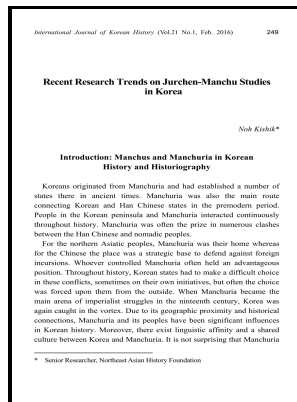 International Journal of Korean History (Vol.21 No.1, Feb. 2016) 249
Recent Research Trends on Jurchen-Manchu Studies
in Korea
Noh Kishik*
Introduction: Manchus and Manchuria in Korean
History and Historiography
Koreans originated from Manchuria and had established a number of
states there in ancient times. Manchuria was also the main route
connecting Korean and Han Chinese states in the premodern period.
People in the Korean peninsula and Manchuria interacted continuously
throughout history. Manchuria was often the prize in numerous clashes
between the Han Chinese and nomadic peoples.
For the northern Asiatic peoples, Manchuria was their home whereas
for the Chinese the place was a strategic base to defend against foreign
incursions. Whoever controlled Manchuria often held an advantageous
position. Throughout history, Korean states had to make a difficult choice
in these conflicts, sometimes on their own initiatives, but often the choice
was forced upon them from the outside. When Manchuria became the
main arena of imperialist struggles in the ninteenth century, Korea was
again caught in the vortex. Due to its geographic proximity and historical
connections, Manchuria and its peoples have been significant influences
in Korean history. Moreover, there exist linguistic affinity and a shared
culture between Korea and Manchuria. It is not surprising that Manchuria
* Senior Researcher, Northeast Asian History Foundation